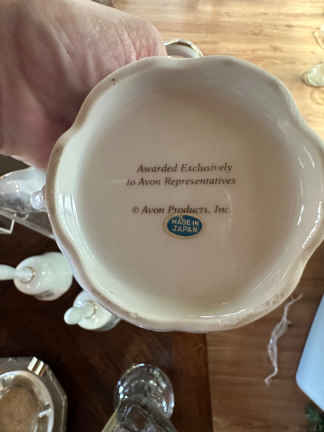 Awarded Exclusively
to Avon Representatives
© Avon Products, Inc.
MADE IN
JAPAN